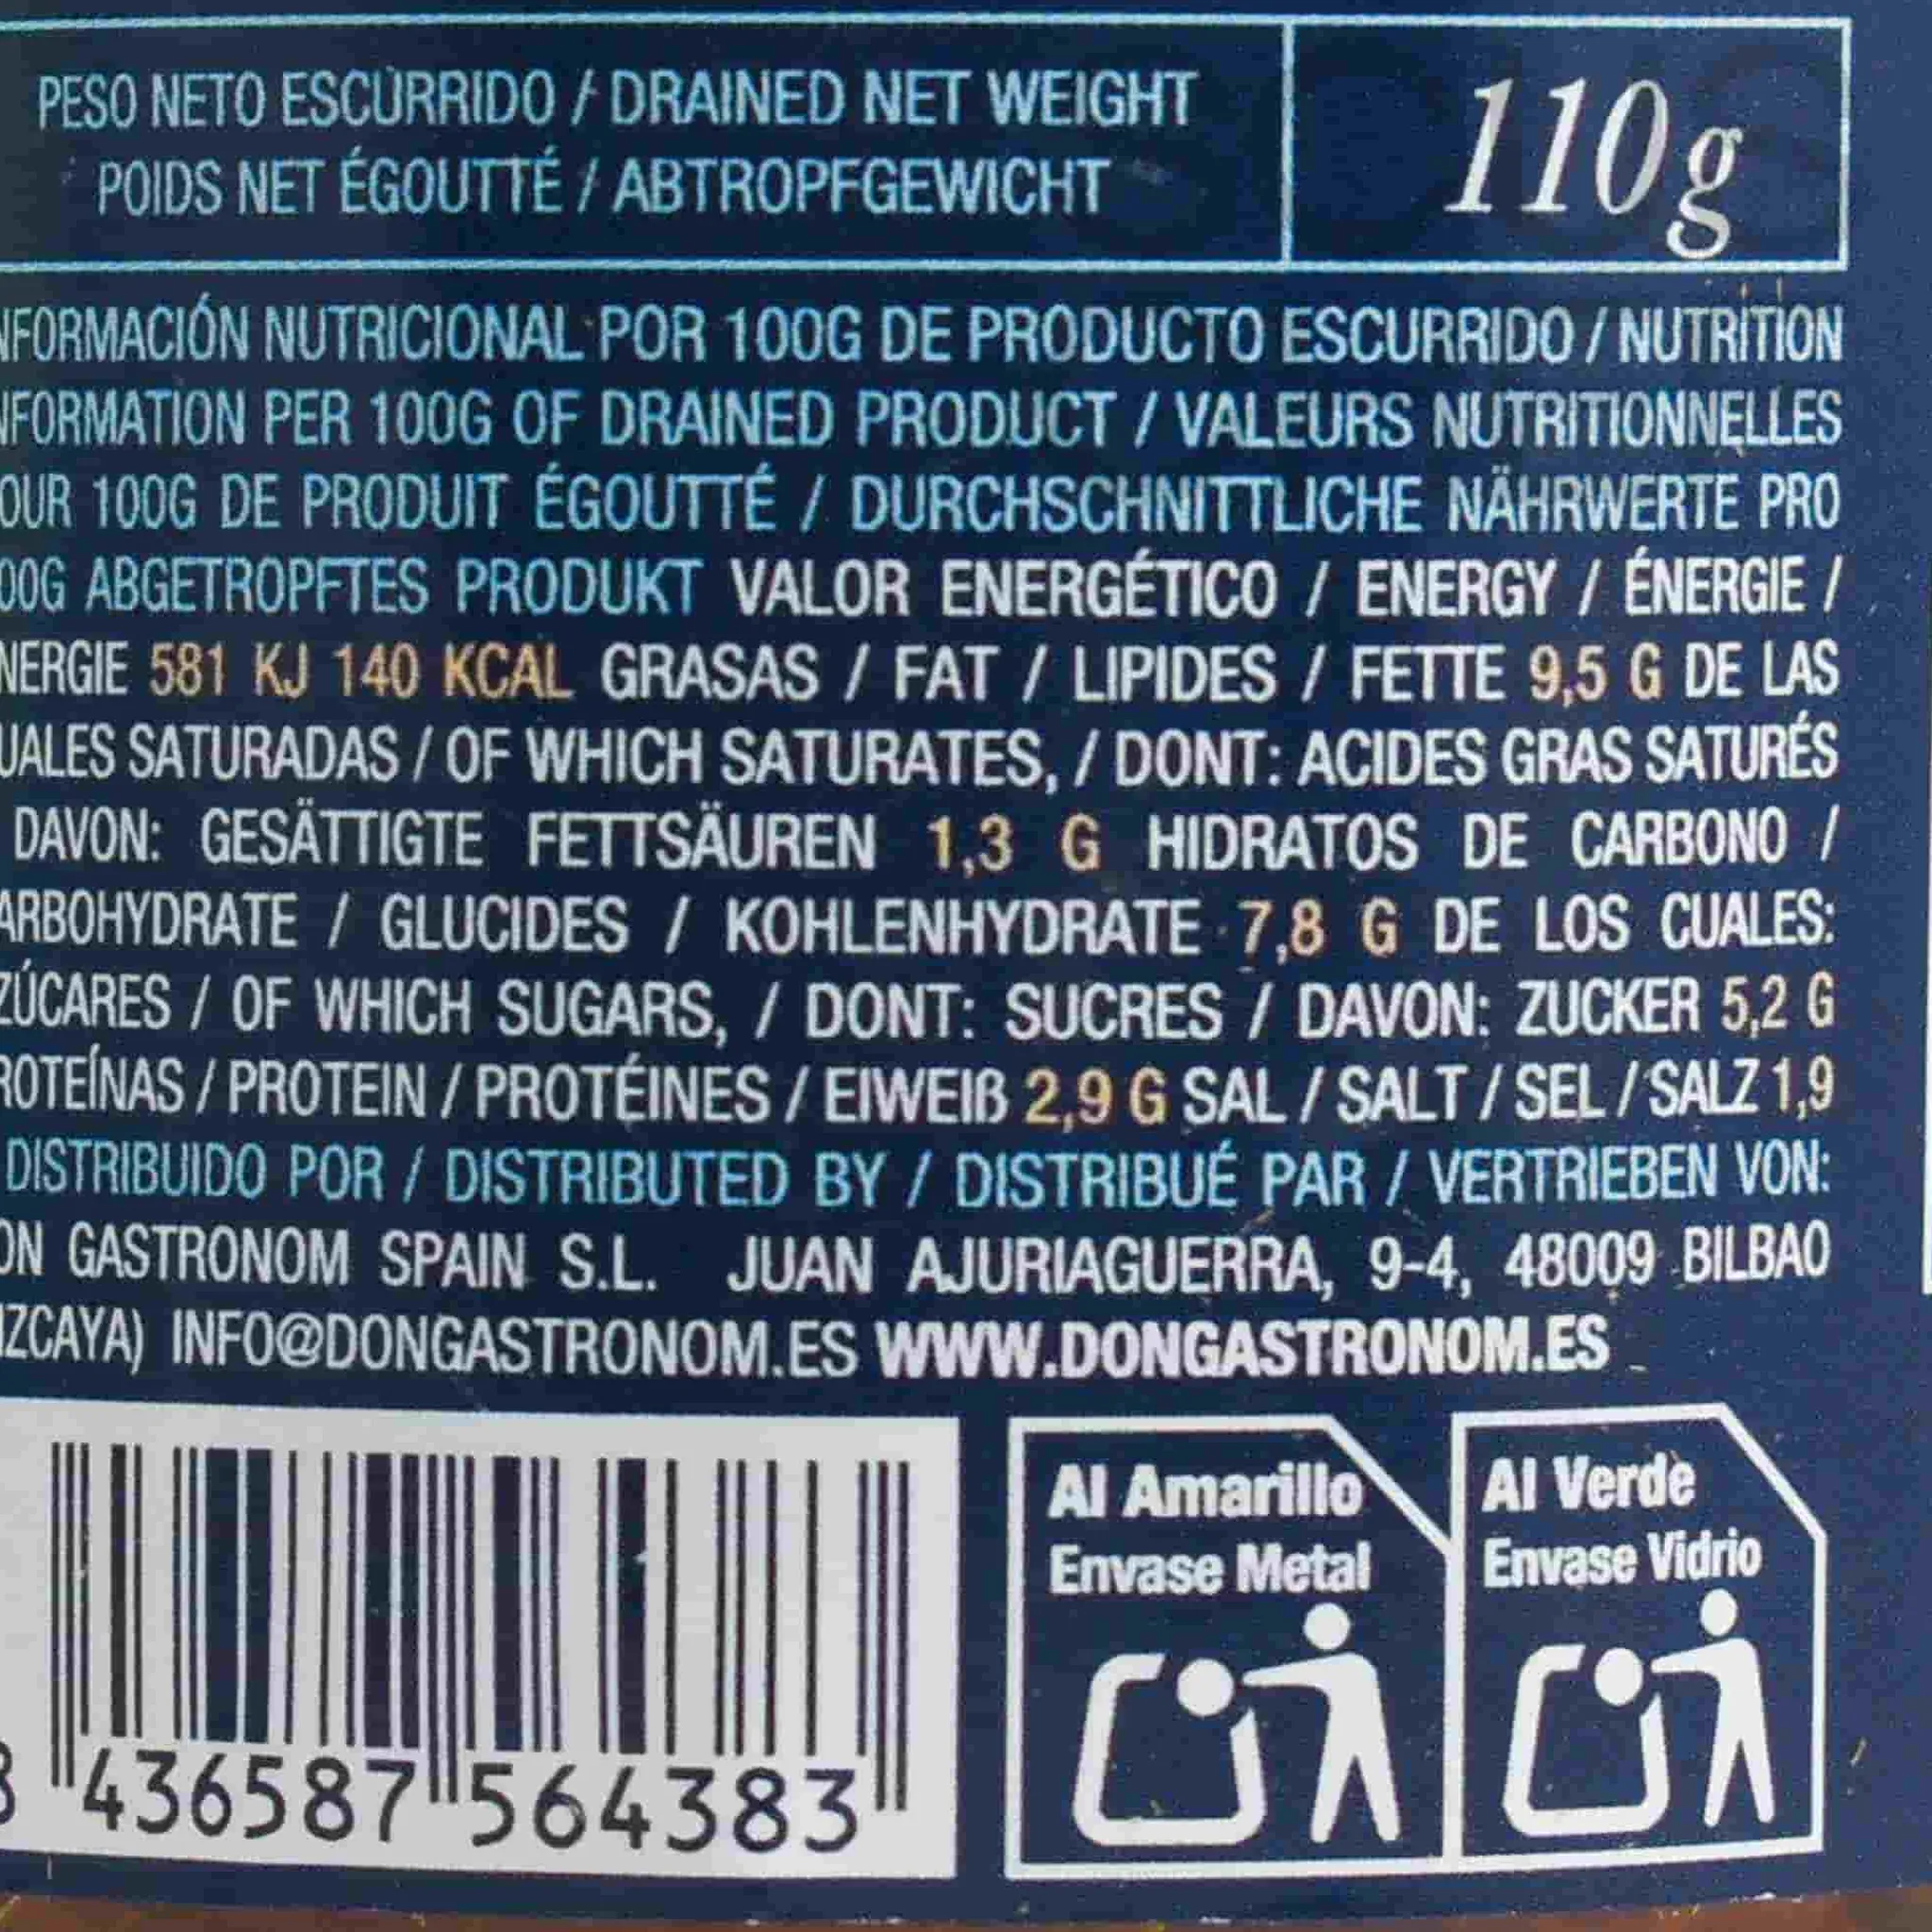 PESO NETO ESCURRIDO / DRAINED NET WEIGHT
POIDS NET ÉGOUTTÉ / ABTROPFGEWICHT
110g
NFORMACIÓN NUTRICIONAL POR 100G DE PRODUCTO ESCURRIDO / NUTRITION
NFORMATION PER 100G OF DRAINED PRODUCT / VALEURS NUTRITIONNELLES
OUR 100G DE PRODUIT ÉGOUTTÉ / DURCHSCHNITTLICHE NÄHRWERTE PRO
00G ABGETROPFTES PRODUKT VALOR ENERGÉTICO / ENERGY / ÉNERGIE /
NERGIE 581 KJ 140 KCAL GRASAS / FAT / LIPIDES / FETTE 9,5 G DE LAS
UALES SATURADAS / OF WHICH SATURATES, / DONT: ACIDES GRAS SATURÉS
DAVON: GESÄTTIGTE FETTSÄUREN 1,3 G HIDRATOS DE CARBONO /
ARBOHYDRATE / GLUCIDES / KOHLENHYDRATE 7,8 G DE LOS CUALES:
ZÚCARES / OF WHICH SUGARS, / DONT: SUCRES / DAVON: ZUCKER 5,2 G
ROTEÍNAS / PROTEIN / PROTÉINES / EIWEIß 2,9 G SAL / SALT / SEL / SALZ 1,9
DISTRIBUIDO POR / DISTRIBUTED BY / DISTRIBUÉ PAR / VERTRIEBEN VON:
ON GASTRONOM SPAIN S.L. JUAN AJURIAGUERRA, 9-4, 48009 BILBAO
IZCAYA) INFO@DONGASTRONOM.ES WWW.DONGASTRONOM.ES
Al Amarillo
Envase Metal
Al Verde
Envase Vidrio
8 436587 564383